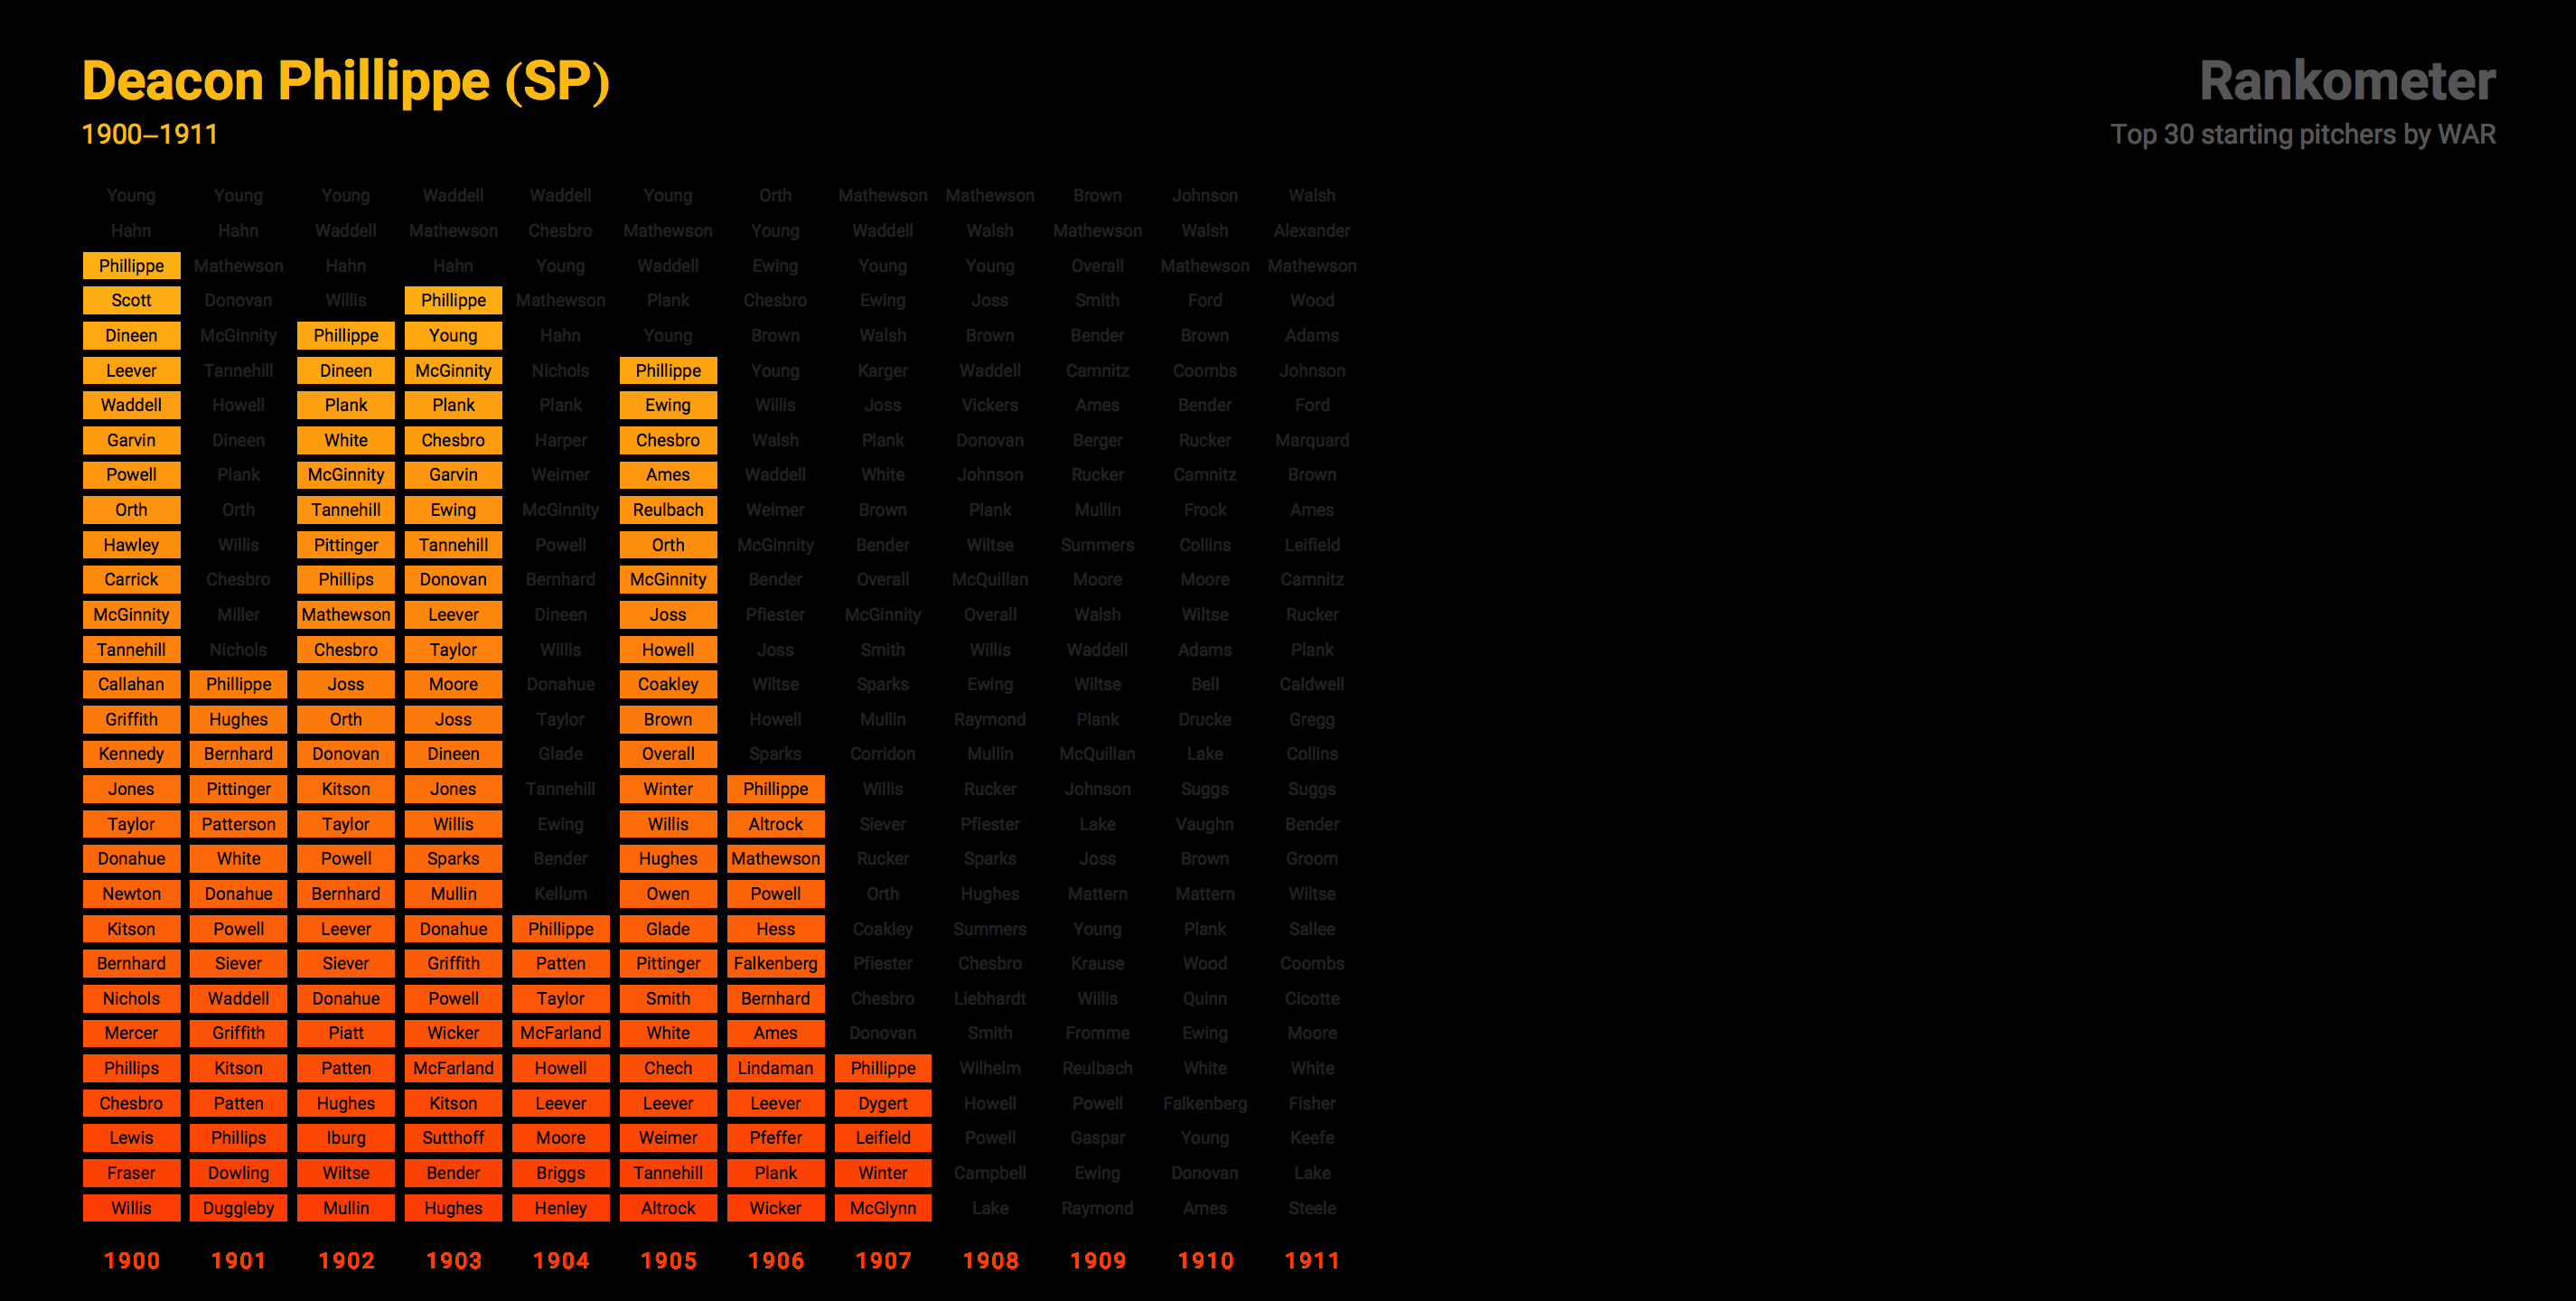 Deacon Phillippe (SP)
1900–1911
Rankometer
Top 30 starting pitchers by WAR
Young Young Young Waddell Waddell Young Orth Mathewson Mathewson Brown Johnson Walsh
Hahn Hahn Waddell Mathewson Chesbro Mathewson Young Waddell Walsh Mathewson Walsh Alexander
Phillippe Mathewson Hahn Hahn Young Waddell Ewing Young Young Overall Mathewson Mathewson
Scott Donovan Willis Phillippe Mathewson Plank Chesbro Ewing Joss Smith Ford Wood
Dineen McGinnity Phillippe Young Hahn Young Brown Walsh Brown Bender Brown Adams
Leever Tannehill Dineen McGinnity Nichols Phillippe Young Karger Waddell Camnitz Coombs Johnson
Waddell Howell Plank Plank Plank Ewing Willis Joss Vickers Ames Bender Ford
Garvin Dineen White Chesbro Harper Chesbro Walsh Plank Donovan Berger Rucker Marquard
Powell Plank McGinnity Garvin Weimer Ames Waddell White Johnson Rucker Camnitz Brown
Orth Orth Tannehill Ewing McGinnity Reulbach Weimer Brown Plank Mullin Frock Ames
Hawley Willis Pittinger Tannehill Powell Orth McGinnity Bender Wiltse Summers Collins Leifield
Carrick Chesbro Phillips Donovan Bernhard McGinnity Bender Overall McQuillan Moore Moore Camnitz
McGinnity Miller Mathewson Leever Dineen Joss Pfiester McGinnity Overall Walsh Wiltse Rucker
Tannehill Nichols Chesbro Taylor Willis Howell Joss Smith Willis Waddell Adams Plank
Callahan Phillippe Joss Moore Donahue Coakley Wiltse Sparks Ewing Wiltse Bell Caldwell
Griffith Hughes Orth Joss Taylor Brown Howell Mullin Raymond Plank Drucke Gregg
Kennedy Bernhard Donovan Dineen Glade Overall Sparks Corridon Mullin McQuillan Lake Collins
Jones Pittinger Kitson Jones Tannehill Winter Phillippe Willis Rucker Johnson Suggs Suggs
Taylor Patterson Taylor Willis Ewing Willis Altrock Siever Pfiester Lake Vaughn Bender
Donahue White Powell Sparks Bender Hughes Mathewson Rucker Sparks Joss Brown Groom
Newton Donahue Bernhard Mullin Kellum Owen Powell Orth Hughes Mattern Mattern Wiltse
Kitson Powell Leever Donahue Phillippe Glade Hess Coakley Summers Young Plank Sallee
Bernhard Siever Siever Griffith Patten Pittinger Falkenberg Pfiester Chesbro Krause Wood Coombs
Nichols Waddell Donahue Powell Taylor Smith Bernhard Chesbro Liebhardt Willis Quinn Cicotte
Mercer Griffith Piatt Wicker McFarland White Ames Donovan Smith Fromme Ewing Moore
Phillips Kitson Patten McFarland Howell Chech Lindaman Phillippe Wilhelm Reulbach White White
Chesbro Patten Hughes Kitson Leever Leever Leever Dygert Howell Powell Falkenberg Fisher
Lewis Phillips Iburg Sutthoff Moore Weimer Pfeffer Leifield Powell Gaspar Young Keefe
Fraser Dowling Wiltse Bender Briggs Tannehill Plank Winter Campbell Ewing Donovan Lake
Willis Duggleby Mullin Hughes Henley Altrock Wicker McGlynn Lake Raymond Ames Steele
1900 1901 1902 1903 1904 1905 1906 1907 1908 1909 1910 1911